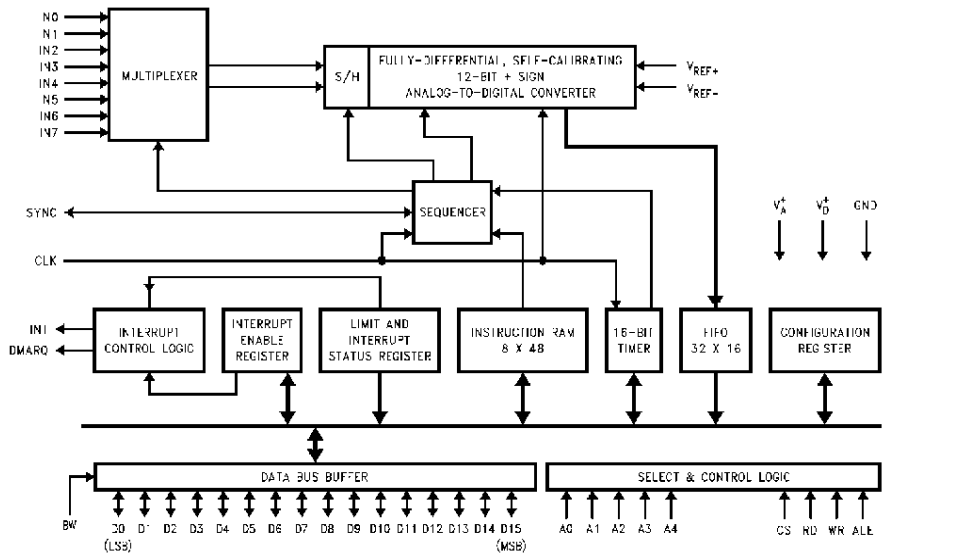 IN0
IN1
IN2
IN3
IN4
IN5
IN6
IN7
MULTIPLEXER
S/H
FULLY-DIFFERENTIAL, SELF-CALIBRATING
12-BIT + SIGN
ANALOG-TO-DIGITAL CONVERTER
VREF+
VREF-
SYNC
SEQUENCER
V+A
V+D
GND
CLK
INT
DMARQ
INTERRUPT
CONTROL LOGIC
INTERRUPT
ENABLE
REGISTER
LIMIT AND
INTERRUPT
STATUS REGISTER
INSTRUCTION RAM
8 X 48
16-BIT
TIMER
FIFO
32 X 16
CONFIGURATION
REGISTER
DATA BUS BUFFER
SELECT & CONTROL LOGIC
BW
D0 D1 D2 D3 D4 D5 D6 D7 D8 D9 D10 D11 D12 D13 D14 D15
A0 A1 A2 A3 A4
CS RD WR ALE
(LSB)
(MSB)